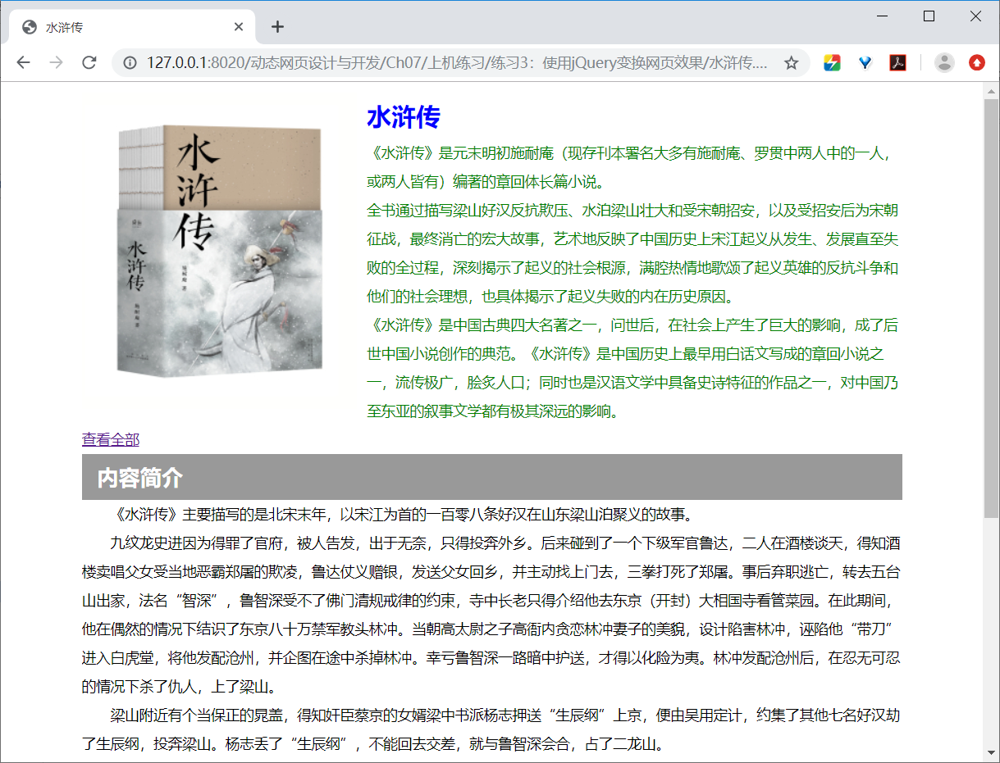 水浒传
127.0.0.1:8020/动态网页设计与开发/Ch07/上机练习/练习3：使用jQuery变换网页效果/水浒传....
水浒传
水浒传
施耐庵 著
水浒传
《水浒传》是元末明初施耐庵（现存刊本署名大多有施耐庵、罗贯中两人中的一人，
或两人皆有）编著的章回体长篇小说。
全书通过描写梁山好汉反抗欺压、水泊梁山壮大和受宋朝招安，以及受招安后为宋朝
征战，最终消亡的宏大故事，艺术地反映了中国历史上宋江起义从发生、发展直至失
败的全过程，深刻揭示了起义的社会根源，满腔热情地歌颂了起义英雄的反抗斗争和
他们的社会理想，也具体揭示了起义失败的内在历史原因。
《水浒传》是中国古典四大名著之一，问世后，在社会上产生了巨大的影响，成了后
世中国小说创作的典范。《水浒传》是中国历史上最早用白话文写成的章回小说之
一，流传极广，脍炙人口；同时也是汉语文学中具备史诗特征的作品之一，对中国乃
至东亚的叙事文学都有极其深远的影响。
查看全部
内容简介
《水浒传》主要描写的是北宋末年，以宋江为首的一百零八条好汉在山东梁山泊聚义的故事。
九纹龙史进因为得罪了官府，被人告发，出于无奈，只得投奔外乡。后来碰到了一个下级军官鲁达，二人在酒楼谈天，得知酒
楼卖唱父女受当地恶霸郑屠的欺凌，鲁达仗义赠银，发送父女回乡，并主动找上门去，三拳打死了郑屠。事后弃职逃亡，转去五台
山出家，法名“智深”，鲁智深受不了佛门清规戒律的约束，寺中长老只得介绍他去东京（开封）大相国寺看管菜园。在此期间，
他在偶然的情况下结识了东京八十万禁军教头林冲。当朝高太尉之子高衙内贪恋林冲妻子的美貌，设计陷害林冲，诬陷他“带刀”
进入白虎堂，将他发配沧州，并企图在途中杀掉林冲。幸亏鲁智深一路暗中护送，才得以化险为夷。林冲发配沧州后，在忍无可忍
的情况下杀了仇人，上了梁山。
梁山附近有个当保正的晁盖，得知奸臣蔡京的女婿梁中书派杨志押送“生辰纲”上京，便由吴用定计，约集了其他七名好汉劫
了生辰纲，投奔梁山。杨志丢了“生辰纲”，不能回去交差，就与鲁智深会合，占了二龙山。